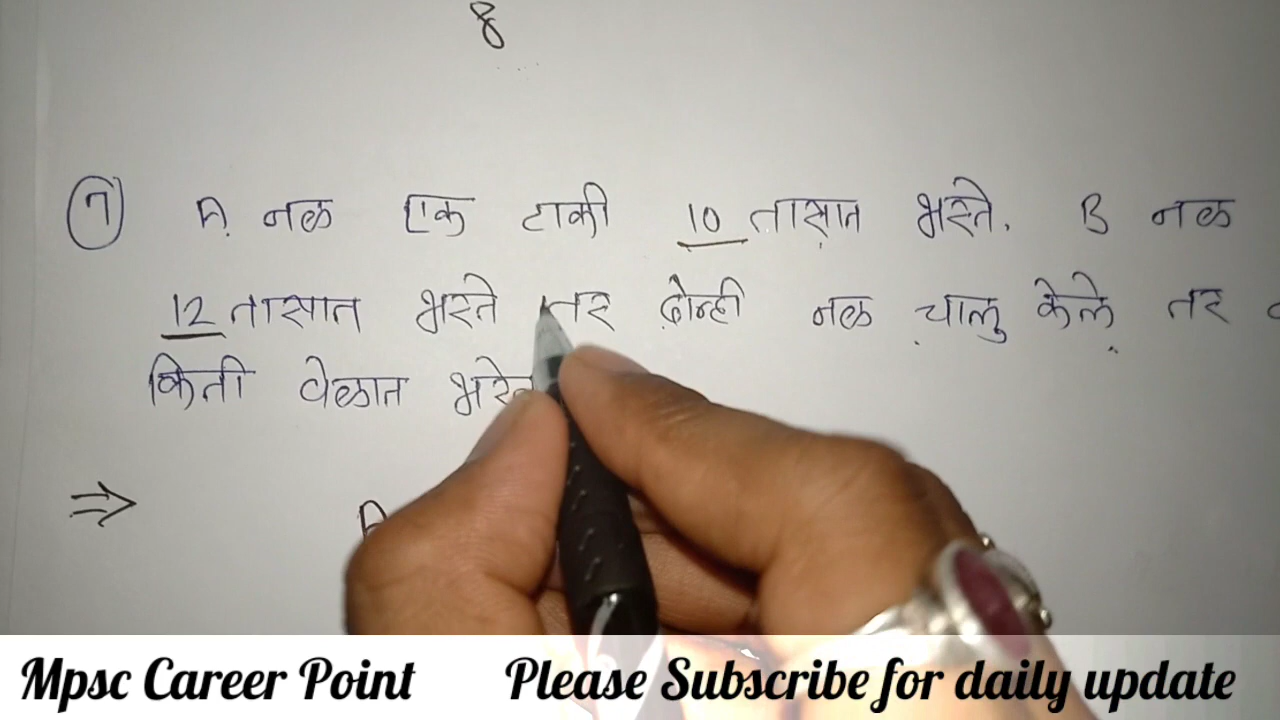 8
7 A नळ एक टाकी 10 तासात भरते. B नळ
12 तासात भरते तर दोन्ही नळ चालु केले तर
किती वेळात
A
Mpsc Career Point Please Subscribe for daily update